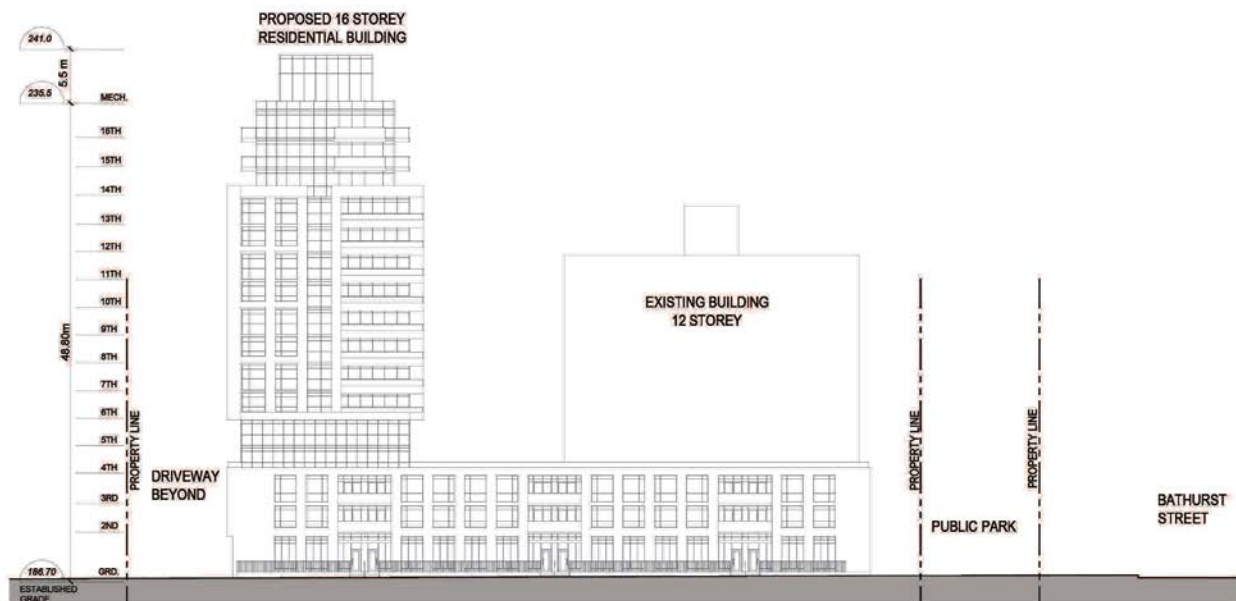 PROPOSED 16 STOREY
RESIDENTIAL BUILDING
241.0
5.5 m
235.5
MECH.
16TH
15TH
14TH
13TH
12TH
11TH
10TH
9TH
8TH
7TH
6TH
5TH
4TH
3RD
2ND
GRD.
48.80m
PROPERTY LINE
DRIVEWAY
BEYOND
EXISTING BUILDING
12 STOREY
PROPERTY LINE
PUBLIC PARK
PROPERTY LINE
BATHURST
STREET
186.70
ESTABLISHED
GRADE